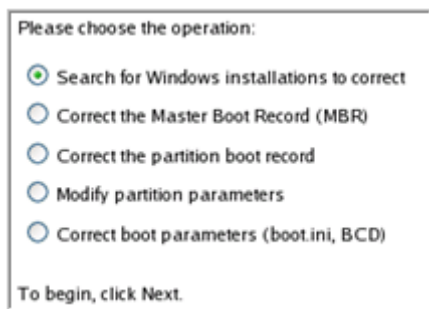 Please choose the operation:
Search for Windows installations to correct
Correct the Master Boot Record (MBR)
Correct the partition boot record
Modify partition parameters
Correct boot parameters (boot.ini, BCD)
To begin, click Next.